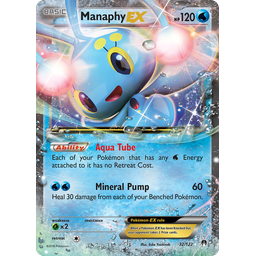 BASIC
Manaphy EX HP 120
Ability Aqua Tube
Each of your Pokémon that has any Energy
attached to it has no Retreat Cost.
Mineral Pump 60
Heal 30 damage from each of your Benched Pokémon.
weakness resistance
×2
Pokémon-EX rule
retreat
32/122